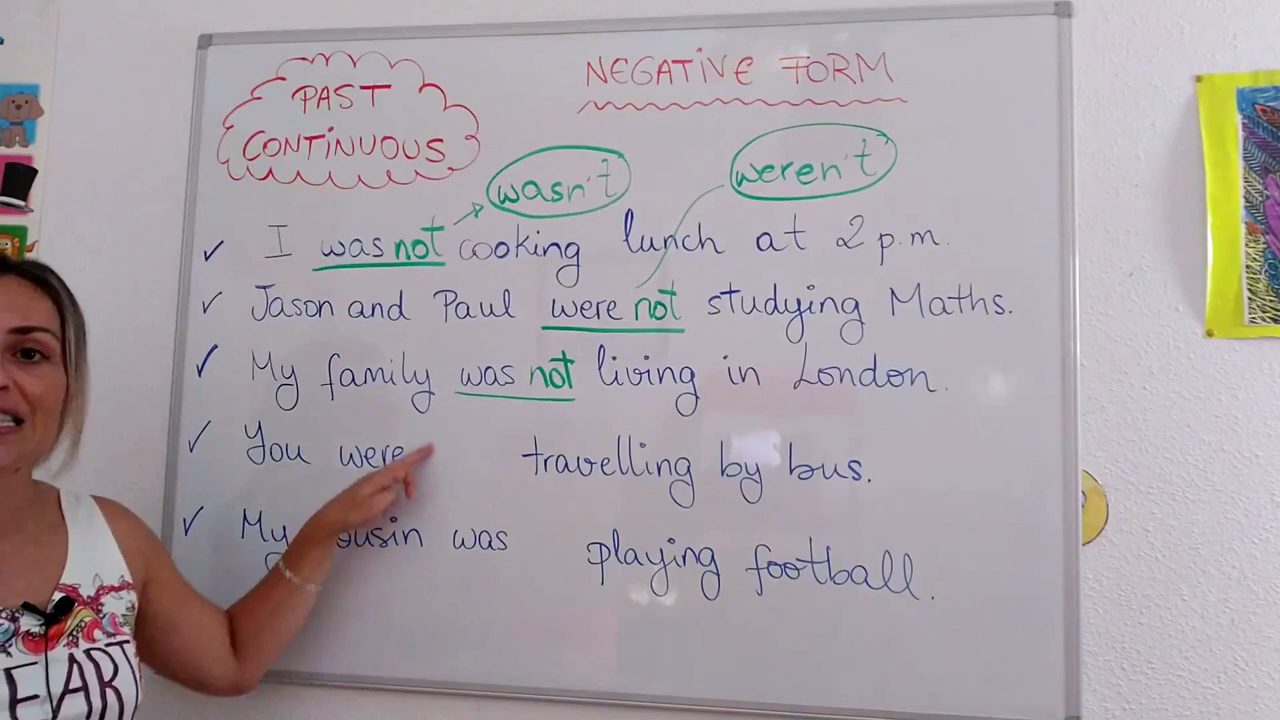 PAST
CONTINUOUS
NEGATIVE FORM
wasn't
weren't
✓ I was not cooking lunch at 2 p.m.
✓ Jason and Paul were not studying Maths.
✓ My family was not living in London.
✓ You were travelling by bus.
✓ My cousin was playing football.
EART